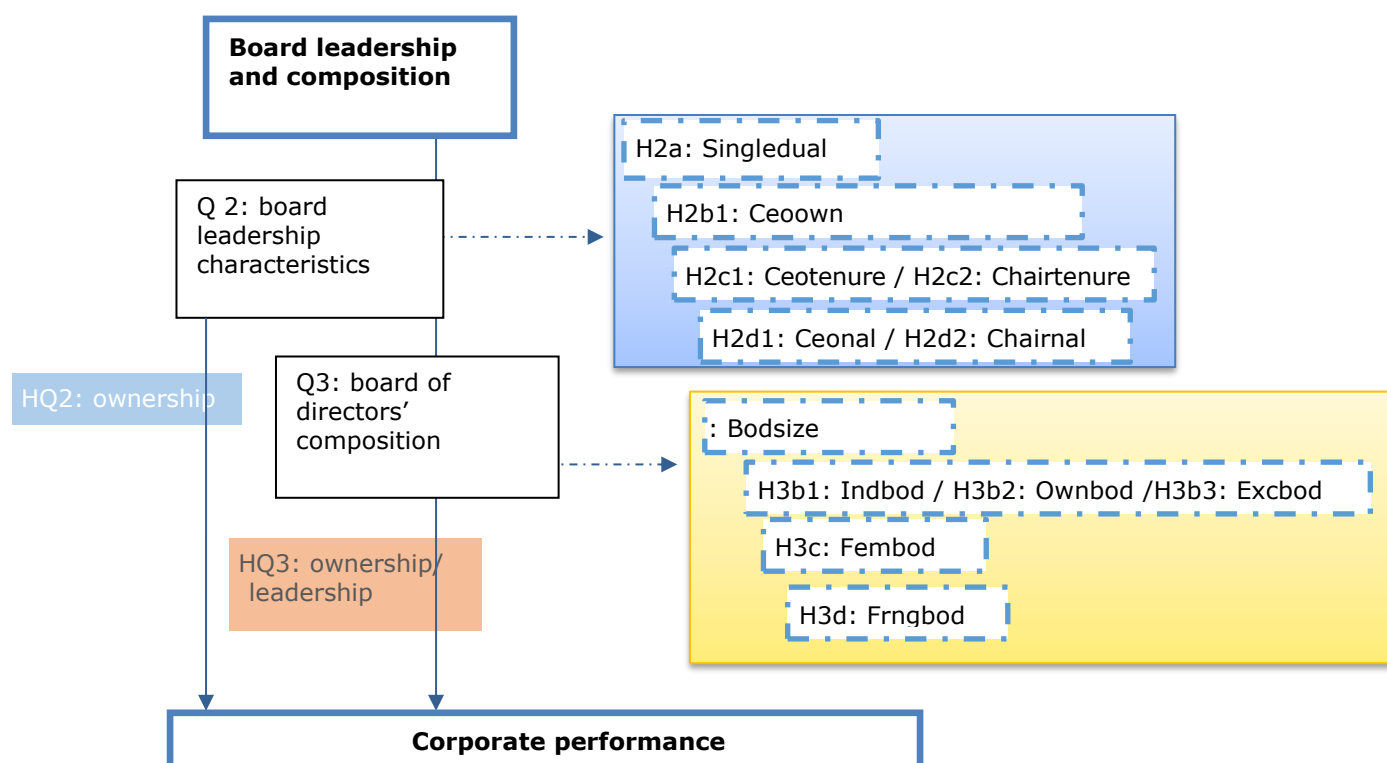 Board leadership
and composition
H2a: Singledual
Q 2: board
leadership
characteristics
H2b1: Ceoown
H2c1: Ceotenure / H2c2: Chairtenure
H2d1: Ceonal / H2d2: Chairnal
HQ2: ownership
Q3: board of
directors’
composition
: Bodsize
H3b1: Indbod / H3b2: Ownbod /H3b3: Excbod
H3c: Fembod
HQ3: ownership/
leadership
H3d: Frngbod
Corporate performance